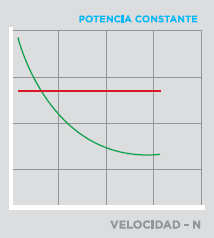 POTENCIA CONSTANTE
VELOCIDAD - N